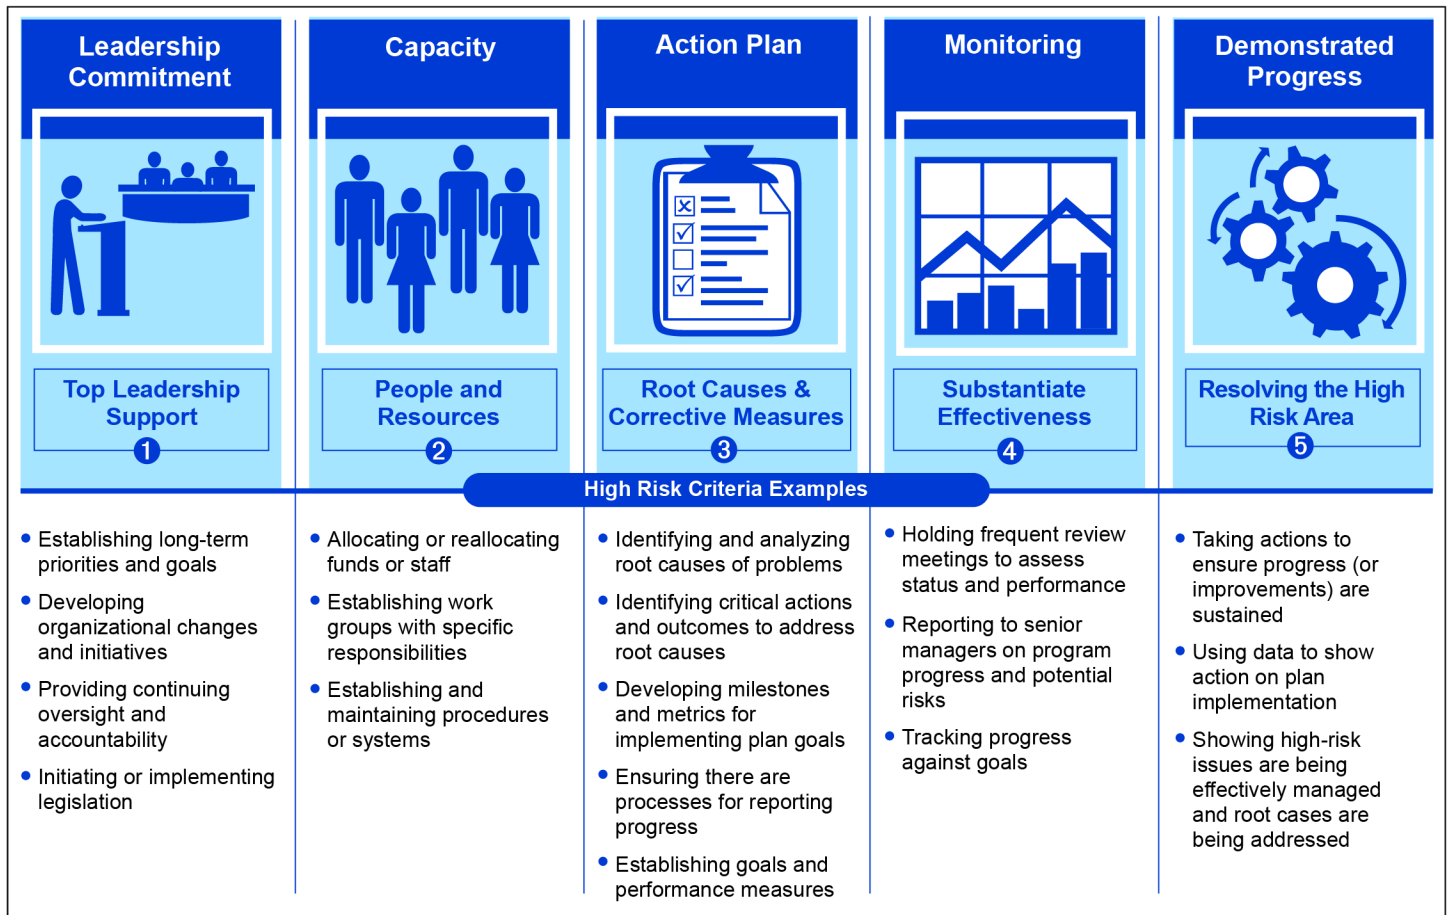 Leadership
Commitment
Top Leadership
Support
1
Capacity
People and
Resources
2
Action Plan
Root Causes &
Corrective Measures
3
Monitoring
Substantiate
Effectiveness
4
Demonstrated
Progress
Resolving the High
Risk Area
5
High Risk Criteria Examples
• Establishing long-term
priorities and goals
• Developing
organizational changes
and initiatives
• Providing continuing
oversight and
accountability
• Initiating or implementing
legislation
• Allocating or reallocating
funds or staff
• Establishing work
groups with specific
responsibilities
• Establishing and
maintaining procedures
or systems
• Identifying and analyzing
root causes of problems
• Identifying critical actions
and outcomes to address
root causes
• Developing milestones
and metrics for
implementing plan goals
• Ensuring there are
processes for reporting
progress
• Establishing goals and
performance measures
• Holding frequent review
meetings to assess
status and performance
• Reporting to senior
managers on program
progress and potential
risks
• Tracking progress
against goals
• Taking actions to
ensure progress (or
improvements) are
sustained
• Using data to show
action on plan
implementation
• Showing high-risk
issues are being
effectively managed
and root cases are
being addressed